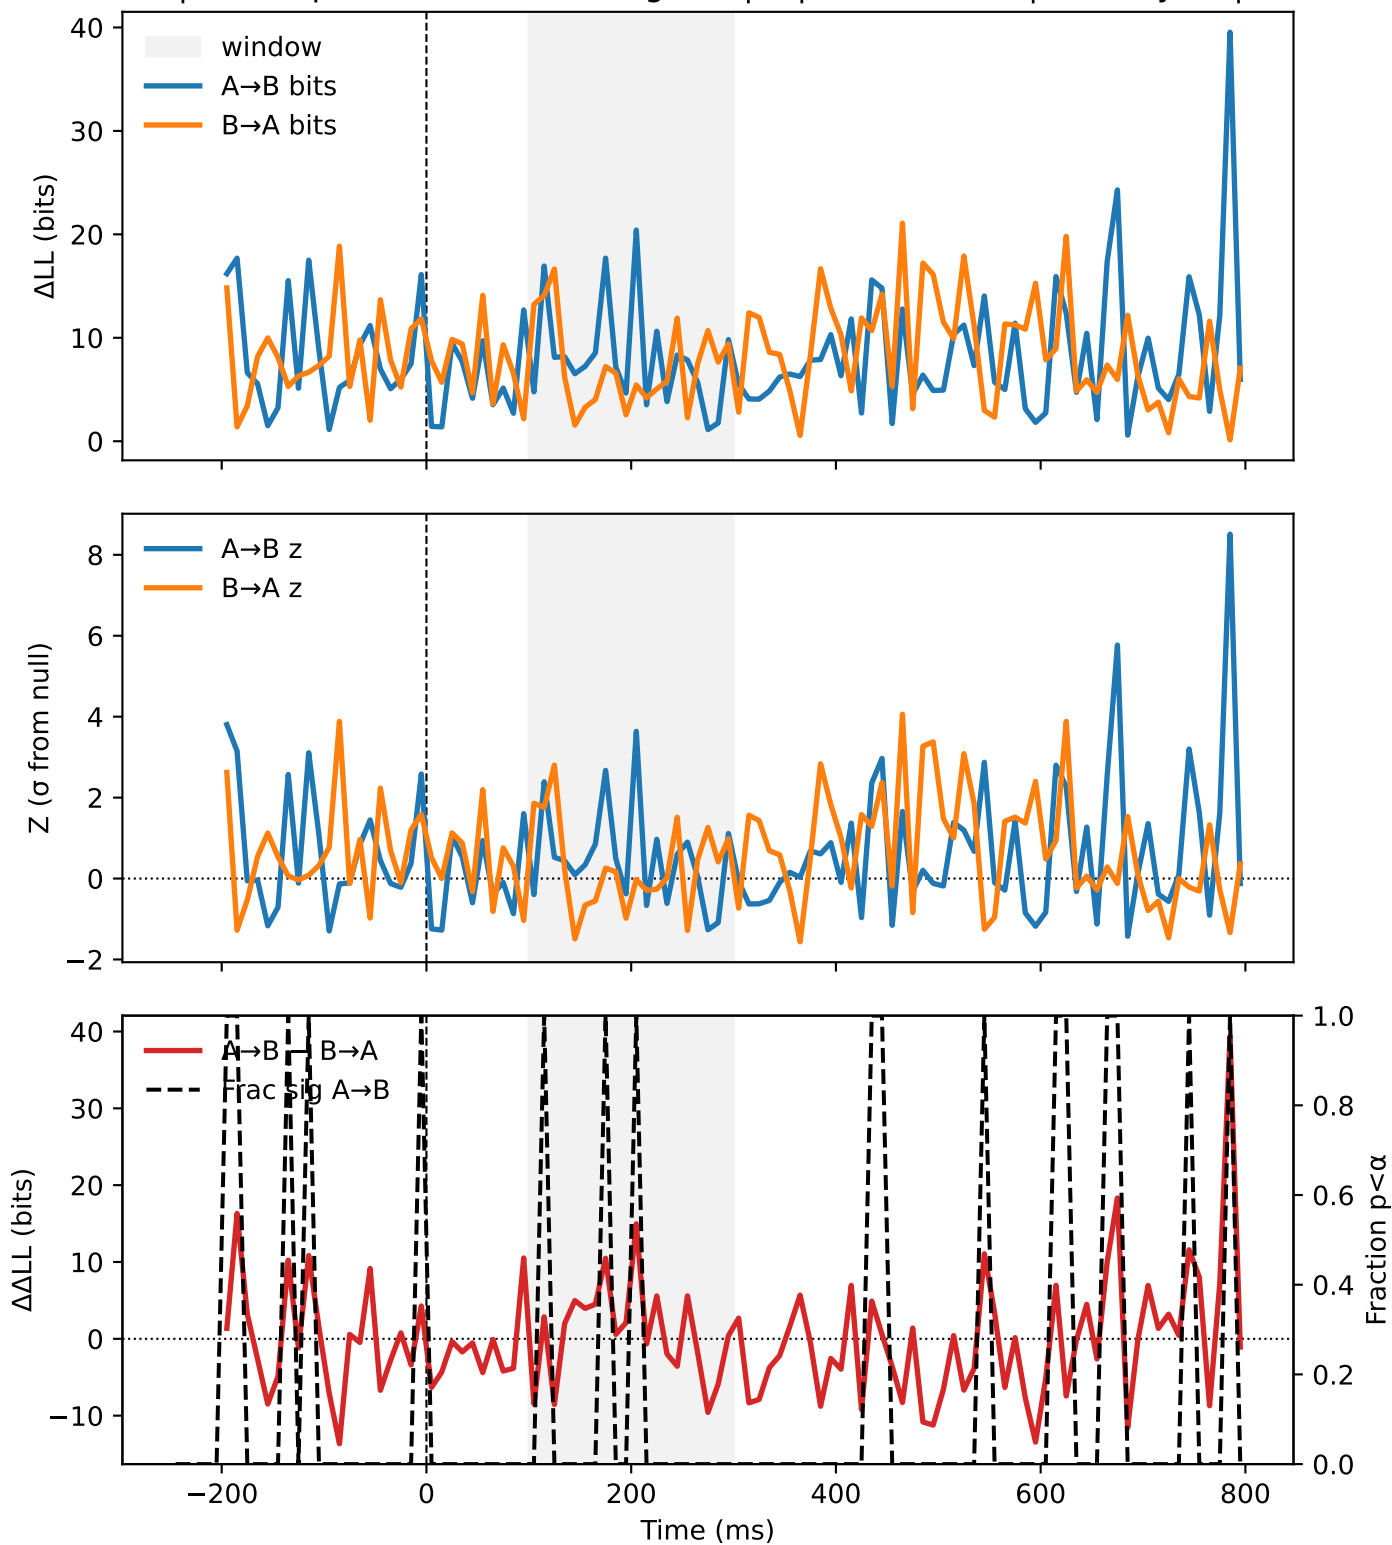 40
30
20
10
0
ΔLL (bits)
window
A→B bits
B→A bits
8
6
4
2
0
−2
Z (σ from null)
A→B z
B→A z
40
30
20
10
0
−10
ΔΔLL (bits)
A→B − B→A
Frac sig A→B
1.0
0.8
0.6
0.4
0.2
0.0
Fraction p<α
−200
0
200
400
600
800
Time (ms)